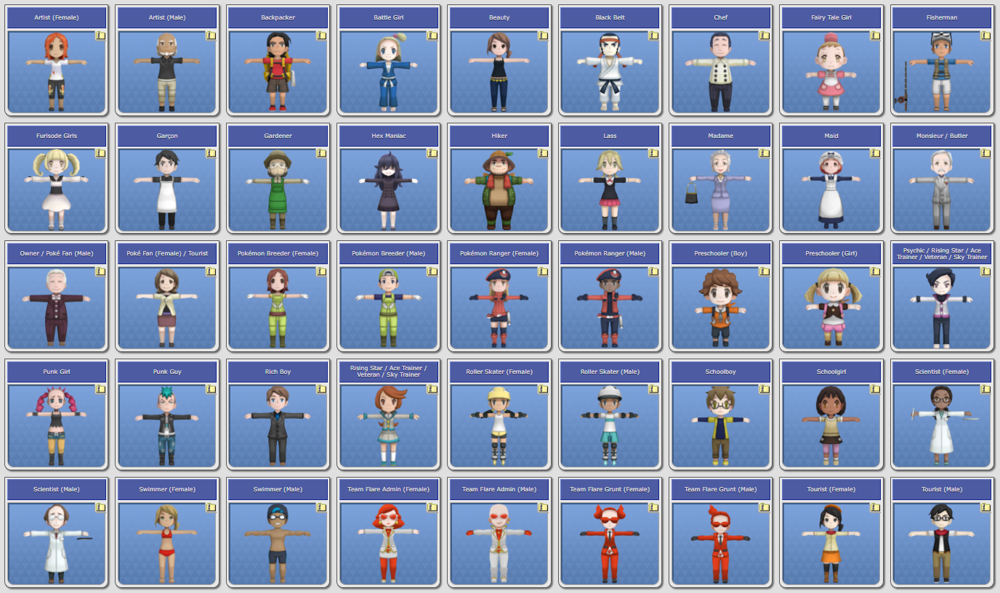 Artist (Female)
Artist (Male)
Backpacker
Battle Girl
Beauty
Black Belt
Chef
Fairy Tale Girl
Fisherman
Furisode Girls
Garçon
Gardener
Hex Maniac
Hiker
Lass
Madame
Maid
Monsieur / Butler
Owner / Poké Fan (Male)
Poké Fan (Female) / Tourist
Pokémon Breeder (Female)
Pokémon Breeder (Male)
Pokémon Ranger (Female)
Pokémon Ranger (Male)
Preschooler (Boy)
Preschooler (Girl)
Psychic / Rising Star / Ace
Trainer / Veteran / Sky Trainer
Punk Girl
Punk Guy
Rich Boy
Rising Star / Ace Trainer /
Veteran / Sky Trainer
Roller Skater (Female)
Roller Skater (Male)
Schoolboy
Schoolgirl
Scientist (Female)
Scientist (Male)
Swimmer (Female)
Swimmer (Male)
Team Flare Admin (Female)
Team Flare Admin (Male)
Team Flare Grunt (Female)
Team Flare Grunt (Male)
Tourist (Female)
Tourist (Male)